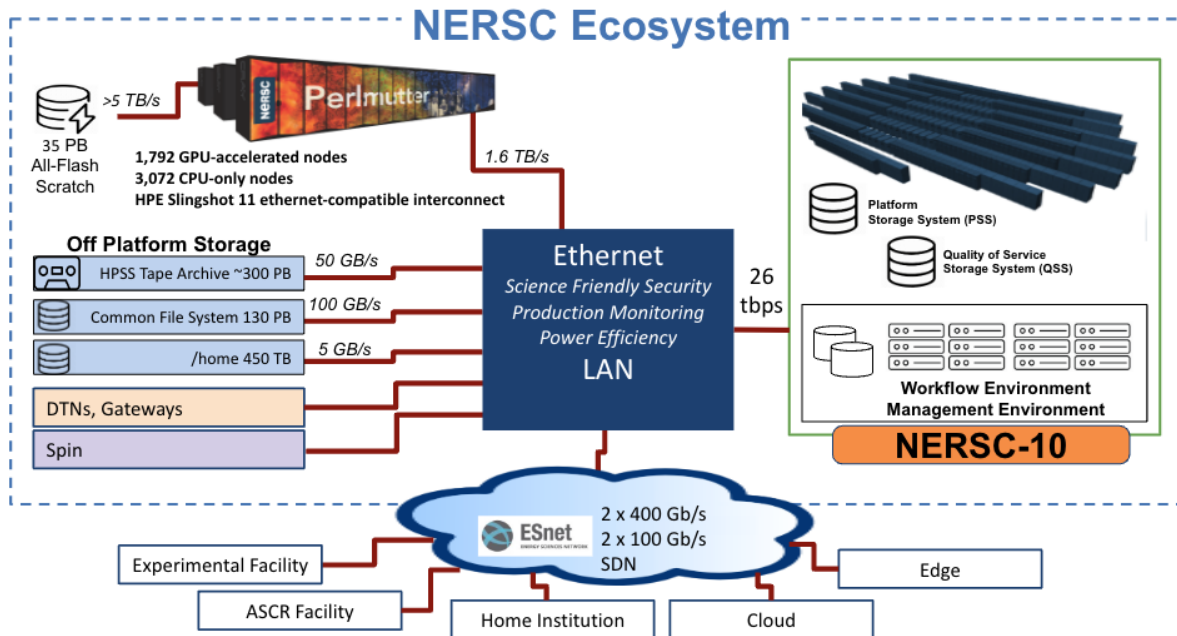 NERSC Ecosystem
>5 TB/s
35 PB
All-Flash
Scratch
NERSC
Perlmutter
1,792 GPU-accelerated nodes
3,072 CPU-only nodes
HPE Slingshot 11 ethernet-compatible interconnect
1.6 TB/s
Off Platform Storage
HPSS Tape Archive ~300 PB
50 GB/s
Common File System 130 PB
100 GB/s
/home 450 TB
5 GB/s
DTNs, Gateways
Spin
Ethernet
Science Friendly Security
Production Monitoring
Power Efficiency
LAN
26
tbps
Platform
Storage System (PSS)
Quality of Service
Storage System (QSS)
Workflow Environment
Management Environment
NERSC-10
ESnet
ENERGY SCIENCES NETWORK
2 x 400 Gb/s
2 x 100 Gb/s
SDN
Experimental Facility
ASCR Facility
Home Institution
Cloud
Edge